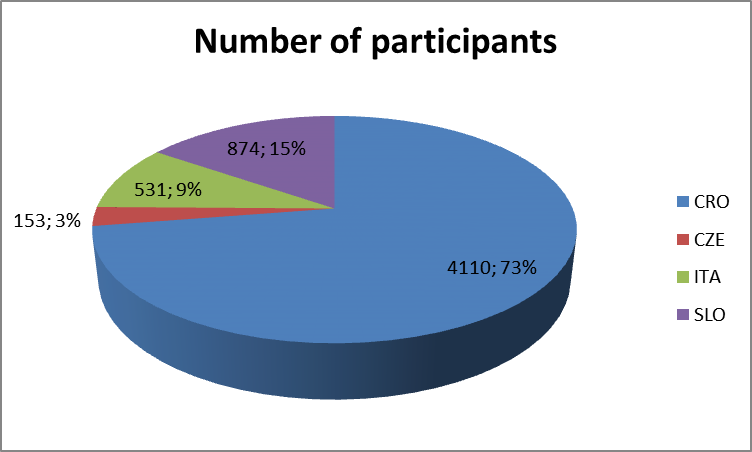 Number of participants
874; 15%
531; 9%
153; 3%
4110; 73%
CRO
CZE
ITA
SLO